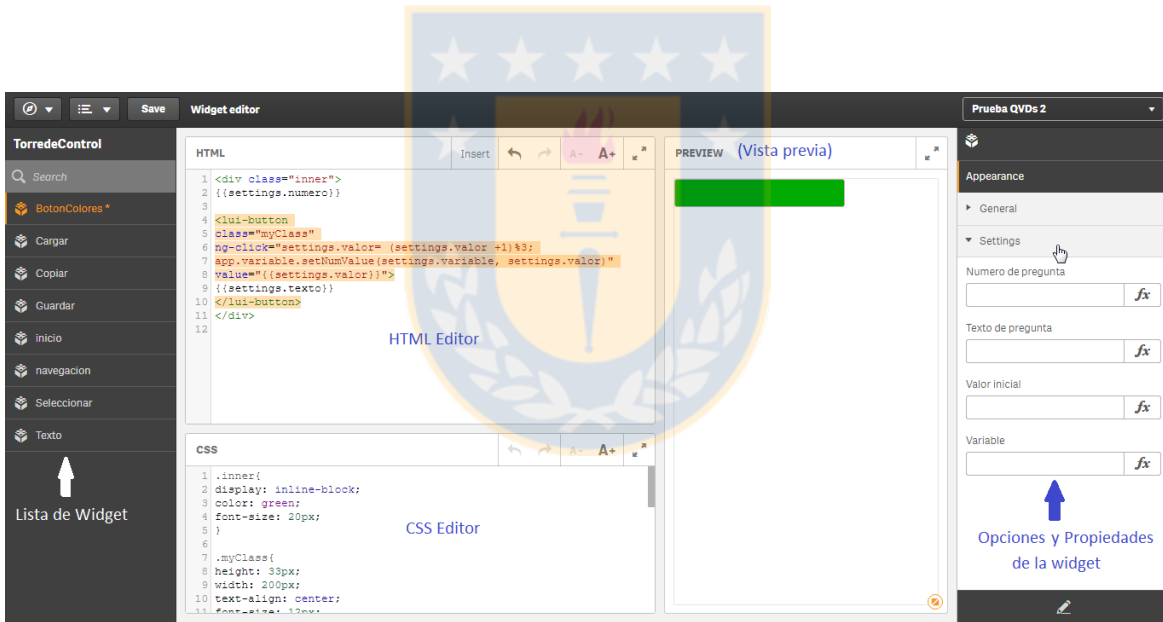 Save
Widget editor
Prueba QVDs 2
TorredeControl
Search
BotonColores *
Cargar
Copiar
Guardar
inicio
navegacion
Seleccionar
Texto
Lista de Widget
HTML
Insert
A-
A+
1 <div class="inner">
2 {{settings.numero}}
3
4 <lui-button
5 class="myClass"
6 ng-click="settings.valor= (settings.valor +1)%3;
7 app.variable.setNumValue(settings.variable, settings.valor)"
8 value="{{settings.valor}}">
9 {{settings.texto}}
10 </lui-button>
11 </div>
12
HTML Editor
CSS
A-
A+
1 .inner{
2 display: inline-block;
3 color: green;
4 font-size: 20px;
5 }
6
7 .myClass{
8 height: 33px;
9 width: 200px;
10 text-align: center;
11 font-size: 12px;
CSS Editor
PREVIEW
(Vista previa)
Appearance
General
Settings
Numero de pregunta
fx
Texto de pregunta
fx
Valor inicial
fx
Variable
fx
Opciones y Propiedades
de la widget